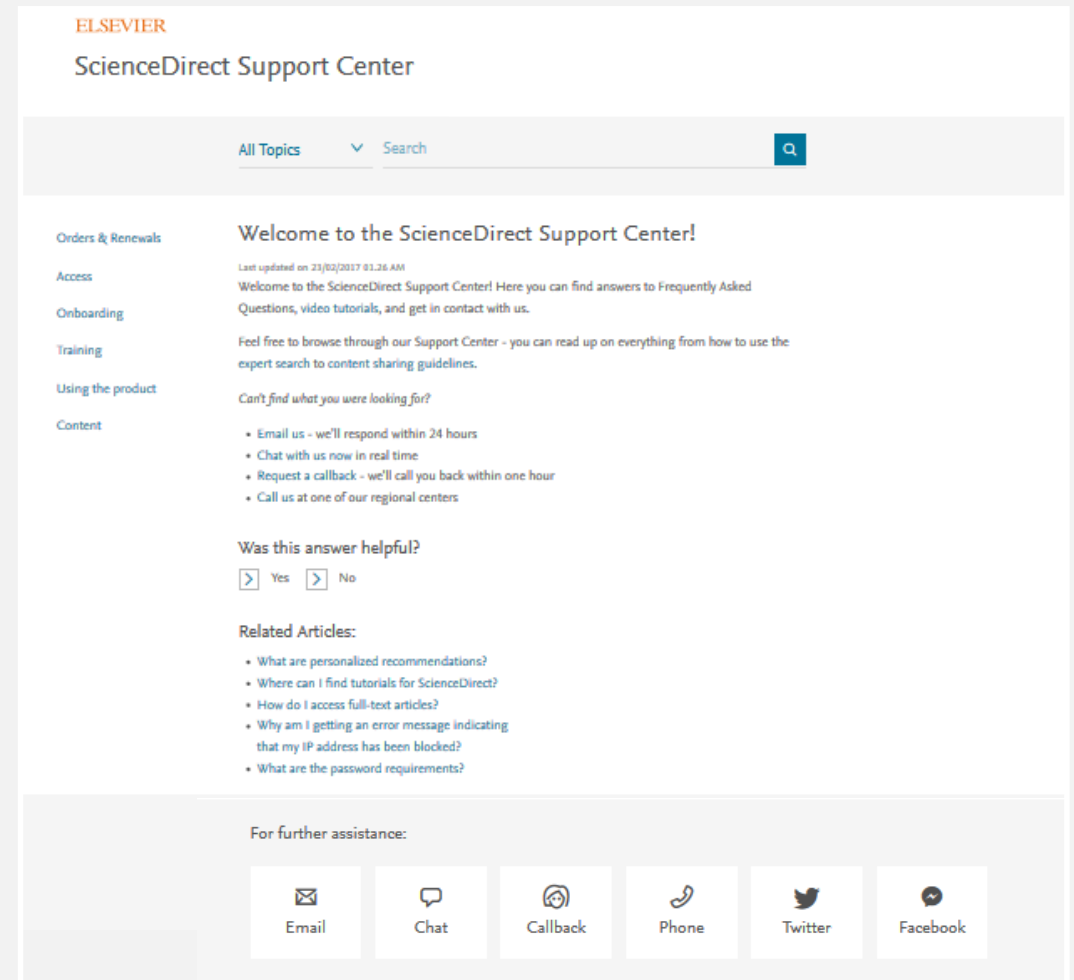 ELSEVIER
ScienceDirect Support Center
All Topics Search
Orders & Renewals
Access
Onboarding
Training
Using the product
Content
Welcome to the ScienceDirect Support Center!
Last updated on 23/02/2017 01.26 AM
Welcome to the ScienceDirect Support Center! Here you can find answers to Frequently Asked
Questions, video tutorials, and get in contact with us.
Feel free to browse through our Support Center - you can read up on everything from how to use the
expert search to content sharing guidelines.
Can't find what you were looking for?
• Email us - we'll respond within 24 hours
• Chat with us now in real time
• Request a callback - we'll call you back within one hour
• Call us at one of our regional centers
Was this answer helpful?
Yes No
Related Articles:
• What are personalized recommendations?
• Where can I find tutorials for ScienceDirect?
• How do I access full-text articles?
• Why am I getting an error message indicating
that my IP address has been blocked?
• What are the password requirements?
For further assistance:
Email Chat Callback Phone Twitter Facebook